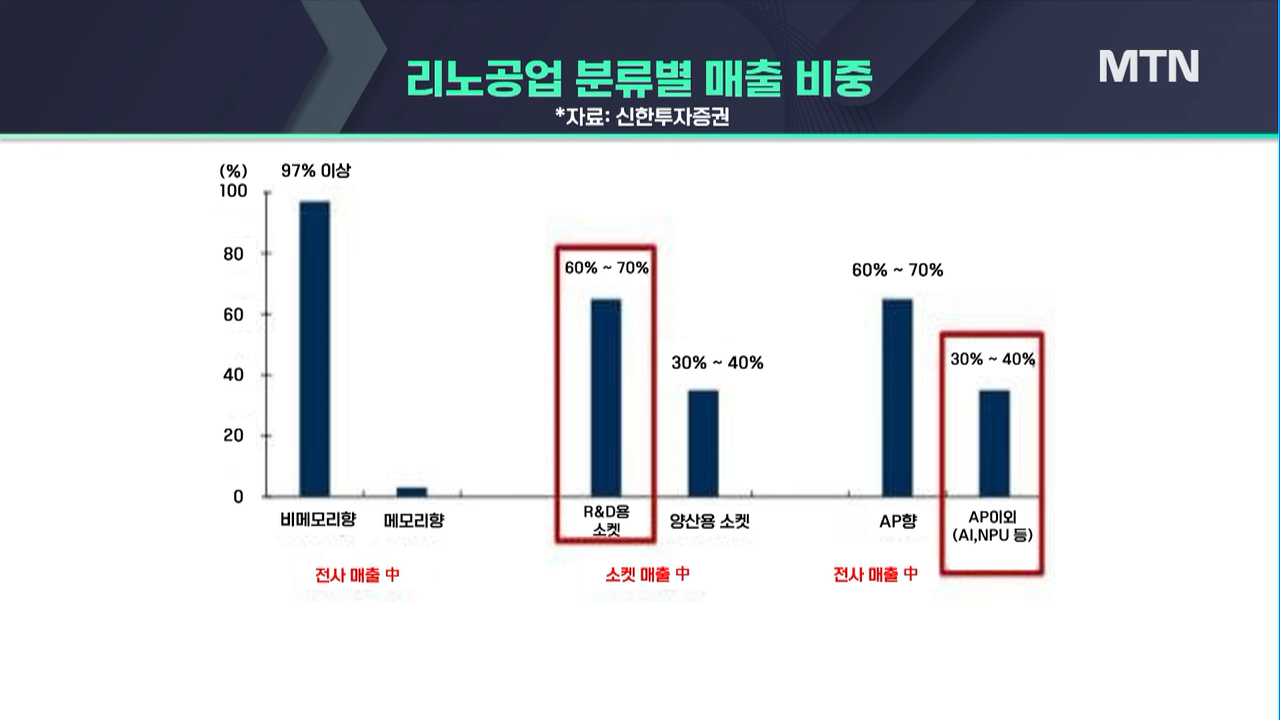 리노공업 분류별 매출 비중
MTN
*자료: 신한투자증권
(%)
97% 이상
100
80
60
40
20
0
60% ~ 70%
30% ~ 40%
60% ~ 70%
30% ~ 40%
비메모리향
메모리향
R&D용
소켓
양산용 소켓
AP향
AP이외
(AI,NPU 등)
전사 매출 中
소켓 매출 中
전사 매출 中